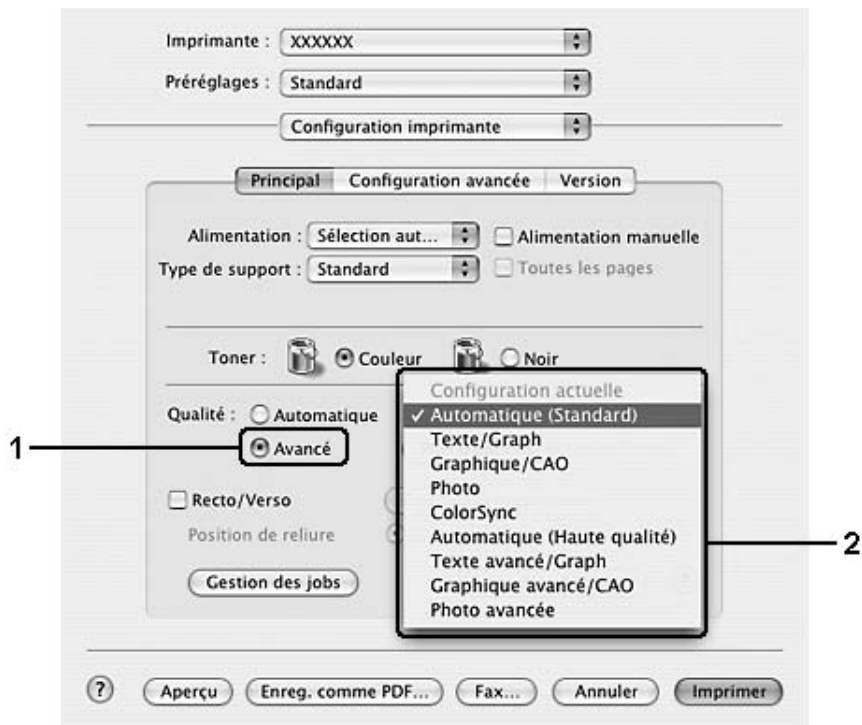 Imprimante : XXXXXX
Préréglages : Standard
Configuration imprimante
Principal Configuration avancée Version
Alimentation : Sélection aut... Alimentation manuelle
Type de support : Standard Toutes les pages
Toner : Couleur Noir
Qualité : Automatique
1 Avancé
Configuration actuelle
✓ Automatique (Standard)
Texte/Graph
Graphique/CAO
Photo
ColorSync
Automatique (Haute qualité)
Texte avancé/Graph
Graphique avancé/CAO
Photo avancée
2
Recto/Verso
Position de reliure
Gestion des jobs
? Aperçu Enreg. comme PDF... Fax... Annuler Imprimer